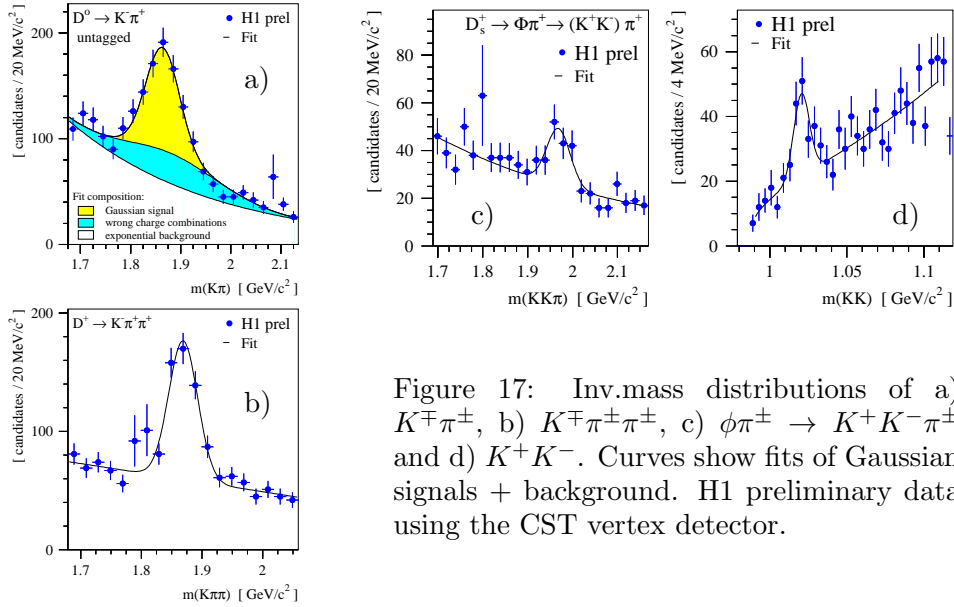 D⁰ → K⁻π⁺
untagged
H1 prel
Fit
a)
[ candidates / 20 MeV/c² ]
200
100
0
Fit composition:
Gaussian signal
wrong charge combinations
exponential background
1.7 1.8 1.9 2 2.1
m(Kπ) [ GeV/c² ]
D⁺ₛ → Φπ⁺ → (K⁺K⁻) π⁺
H1 prel
Fit
c)
[ candidates / 20 MeV/c² ]
80
60
40
20
0
1.7 1.8 1.9 2 2.1
m(KKπ) [ GeV/c² ]
H1 prel
Fit
d)
[ candidates / 4 MeV/c² ]
60
40
20
0
1 1.05 1.1
m(KK) [ GeV/c² ]
D⁺ → K⁻π⁺π⁺
H1 prel
Fit
b)
[ candidates / 20 MeV/c² ]
200
100
0
1.7 1.8 1.9 2
m(Kππ) [ GeV/c² ]
Figure 17: Inv.mass distributions of a)
K∓π±, b) K∓π±π±, c) φπ± → K⁺K⁻π±
and d) K⁺K⁻. Curves show fits of Gaussian
signals + background. H1 preliminary data
using the CST vertex detector.